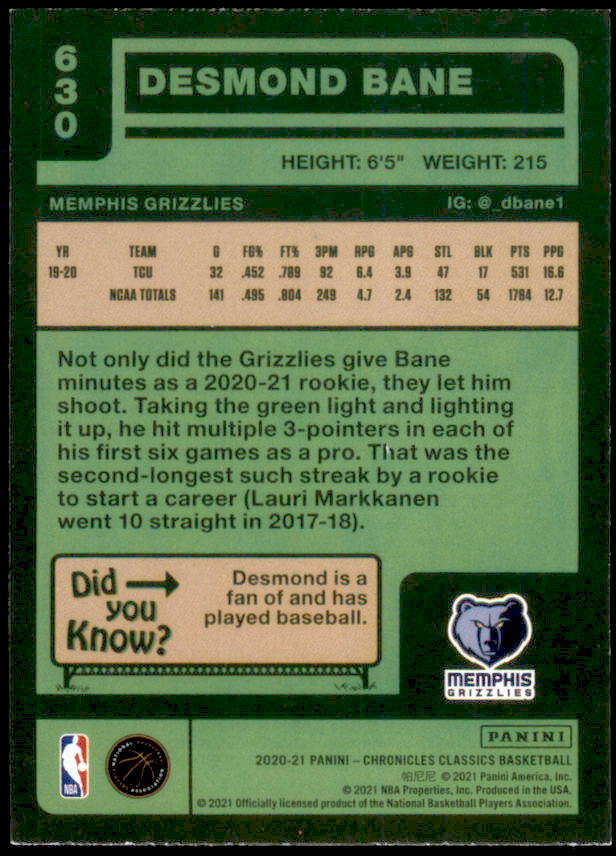 630
DESMOND BANE
HEIGHT: 6'5" WEIGHT: 215
MEMPHIS GRIZZLIES IG: @_dbane1
YR TEAM G FG% FT% 3PM RPG APG STL BLK PTS PPG
19-20 TCU 32 .452 .789 92 6.4 3.9 47 17 531 16.6
NCAA TOTALS 141 .495 .804 249 4.7 2.4 132 54 1784 12.7
Not only did the Grizzlies give Bane
minutes as a 2020-21 rookie, they let him
shoot. Taking the green light and lighting
it up, he hit multiple 3-pointers in each of
his first six games as a pro. That was the
second-longest such streak by a rookie
to start a career (Lauri Markkanen
went 10 straight in 2017-18).
Did
you
Know?
Desmond is a
fan of and has
played baseball.
MEMPHIS
GRIZZLIES
NBA
PANINI
2020-21 PANINI – CHRONICLES CLASSICS BASKETBALL
帕尼尼 © 2021 Panini America, Inc.
© 2021 NBA Properties, Inc. Produced in the USA.
© 2021 Officially licensed product of the National Basketball Players Association.